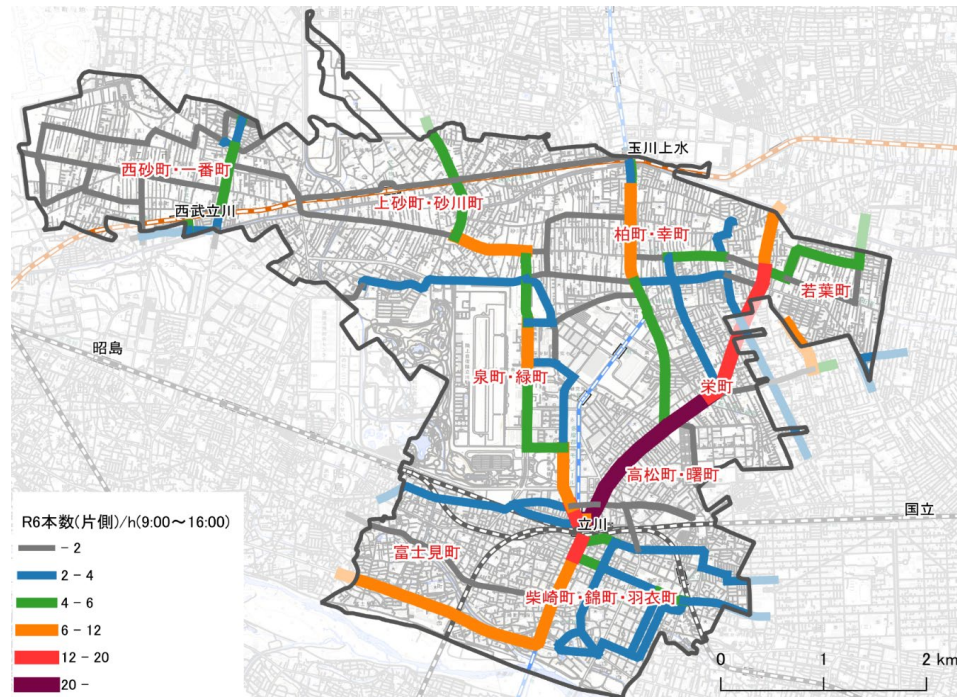 玉川上水
西砂町・一番町
西武立川
上砂町・砂川町
柏町・幸町
若葉町
昭島
泉町・緑町
栄町
高松町・曙町
国立
立川
富士見町
柴崎町・錦町・羽衣町
R6本数(片側)/h(9:00～16:00)
- 2
2 - 4
4 - 6
6 - 12
12 - 20
20 -
0 1 2 km